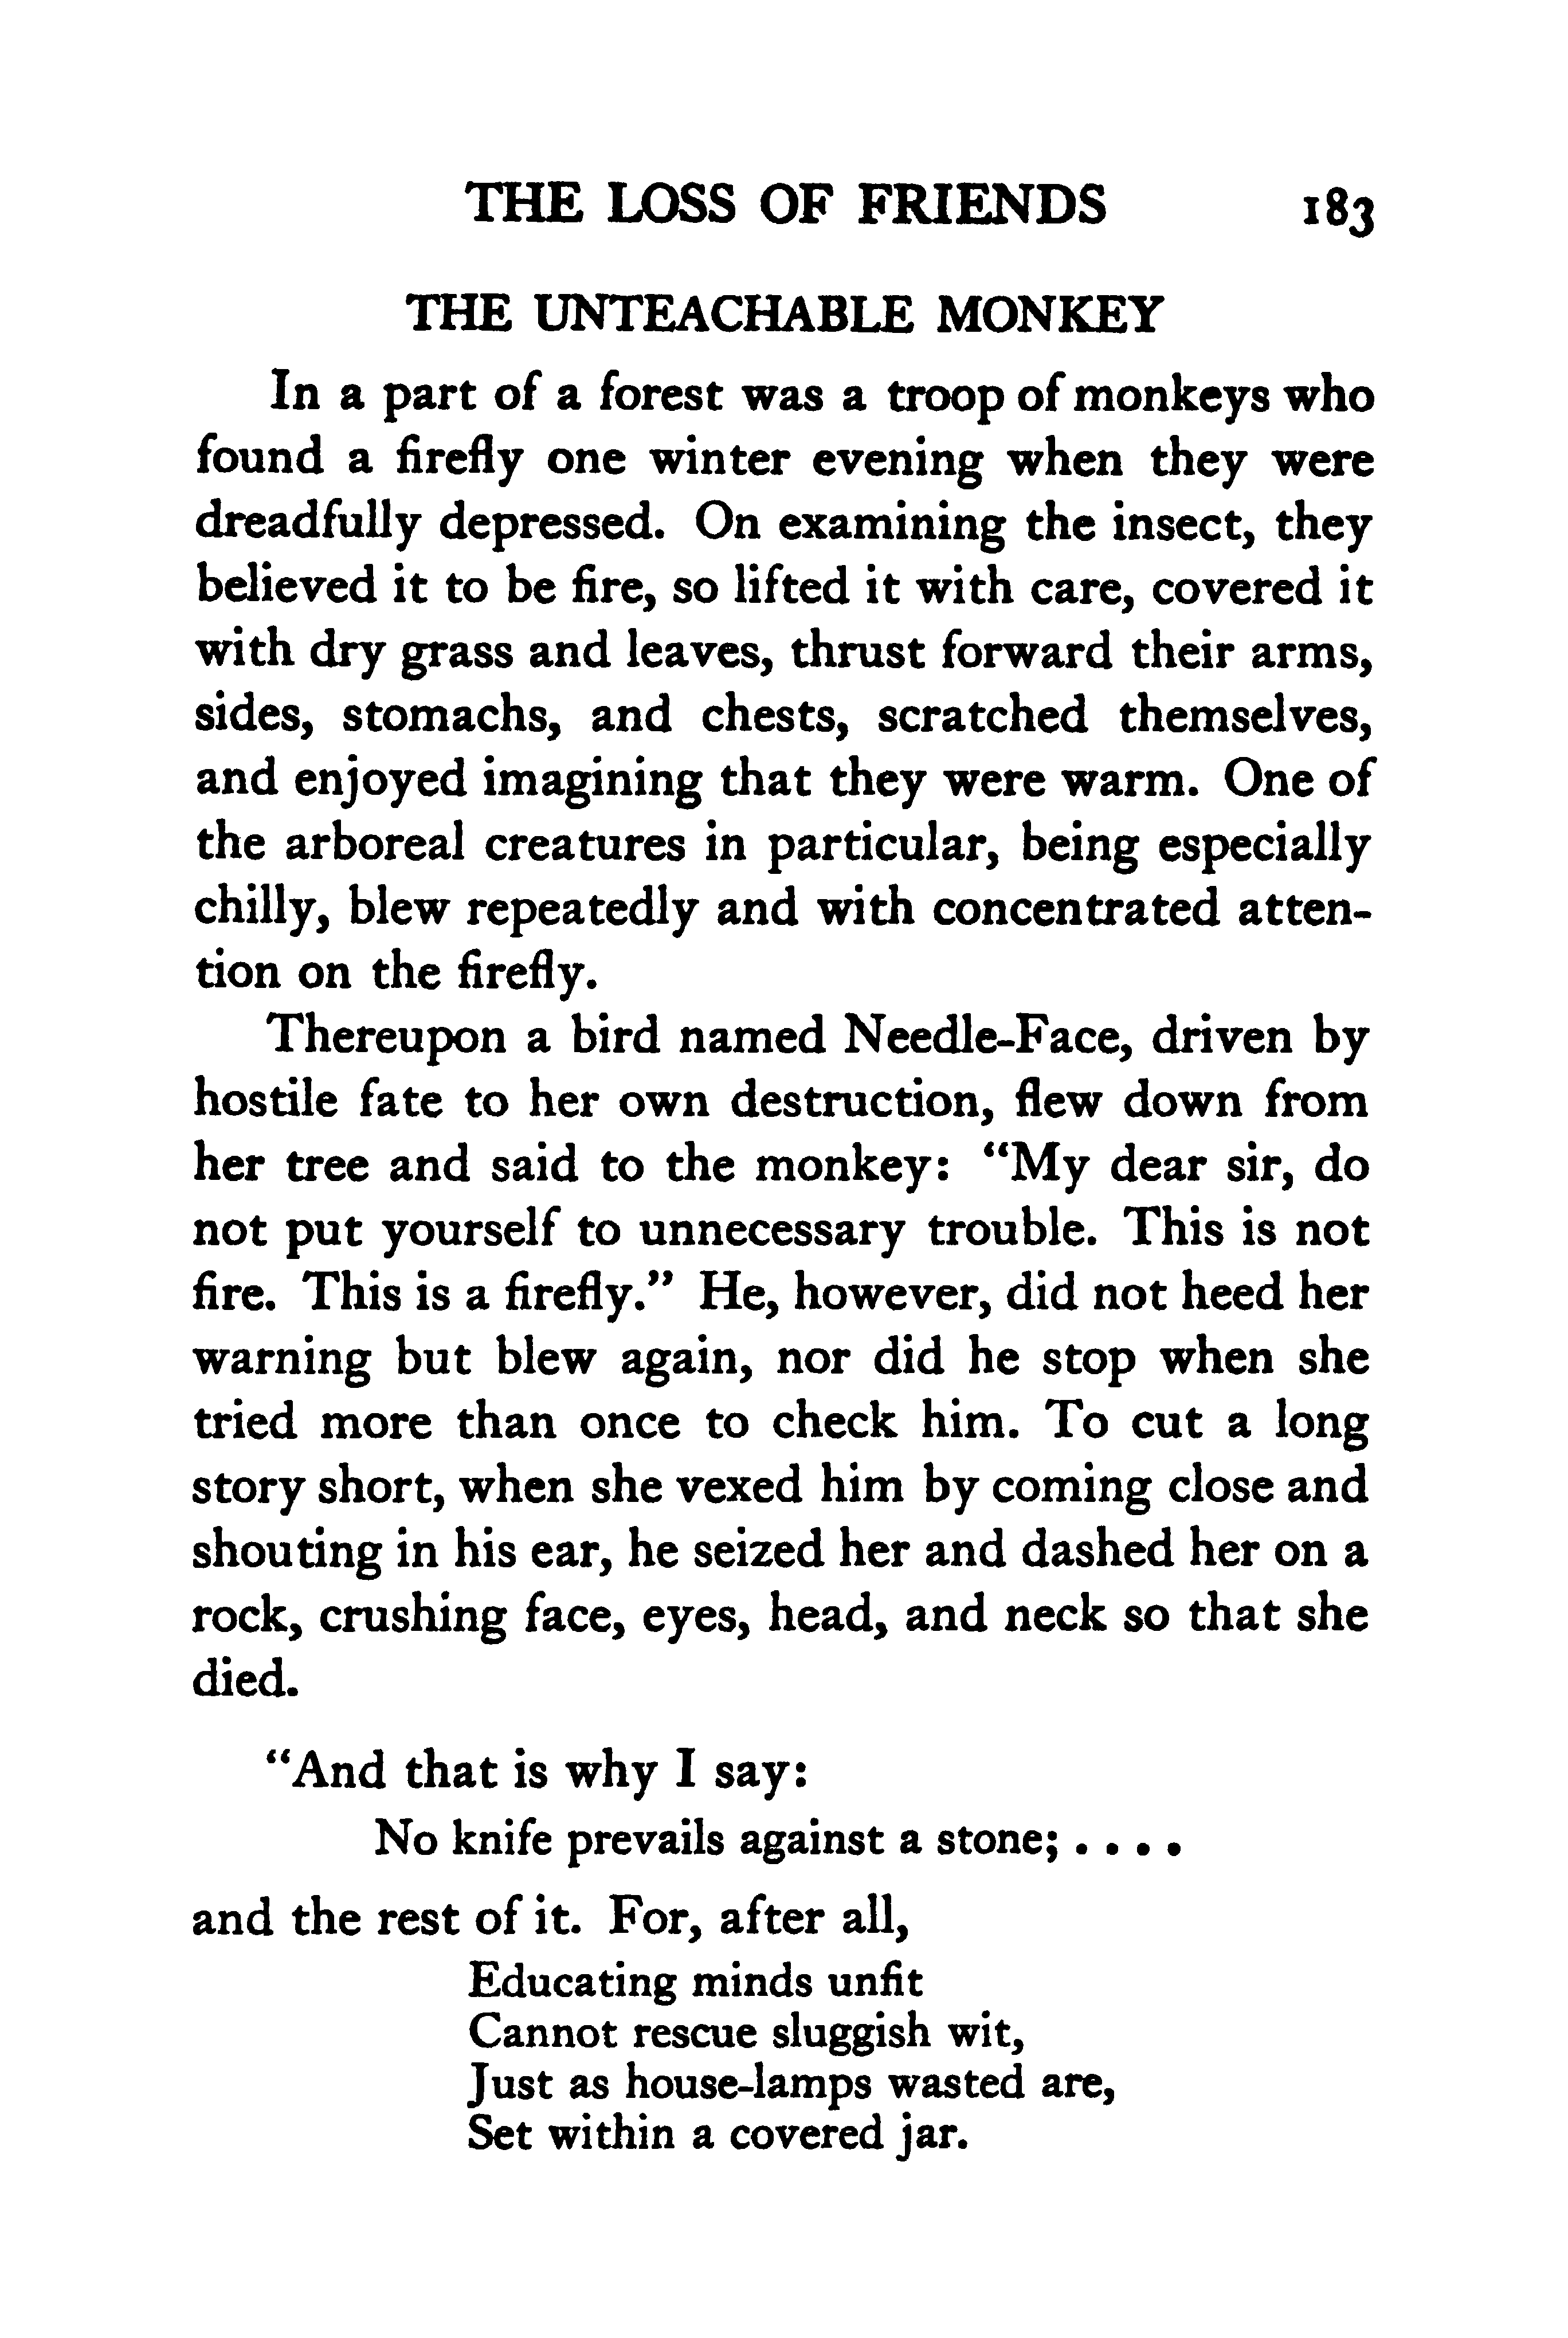 THE LOSS OF FRIENDS 183
THE UNTEACHABLE MONKEY
In a part of a forest was a troop of monkeys who
found a firefly one winter evening when they were
dreadfully depressed. On examining the insect, they
believed it to be fire, so lifted it with care, covered it
with dry grass and leaves, thrust forward their arms,
sides, stomachs, and chests, scratched themselves,
and enjoyed imagining that they were warm. One of
the arboreal creatures in particular, being especially
chilly, blew repeatedly and with concentrated atten-
tion on the firefly.
Thereupon a bird named Needle-Face, driven by
hostile fate to her own destruction, flew down from
her tree and said to the monkey: “My dear sir, do
not put yourself to unnecessary trouble. This is not
fire. This is a firefly.” He, however, did not heed her
warning but blew again, nor did he stop when she
tried more than once to check him. To cut a long
story short, when she vexed him by coming close and
shouting in his ear, he seized her and dashed her on a
rock, crushing face, eyes, head, and neck so that she
died.
“And that is why I say:
No knife prevails against a stone; . . . .
and the rest of it. For, after all,
Educating minds unfit
Cannot rescue sluggish wit,
Just as house-lamps wasted are,
Set within a covered jar.